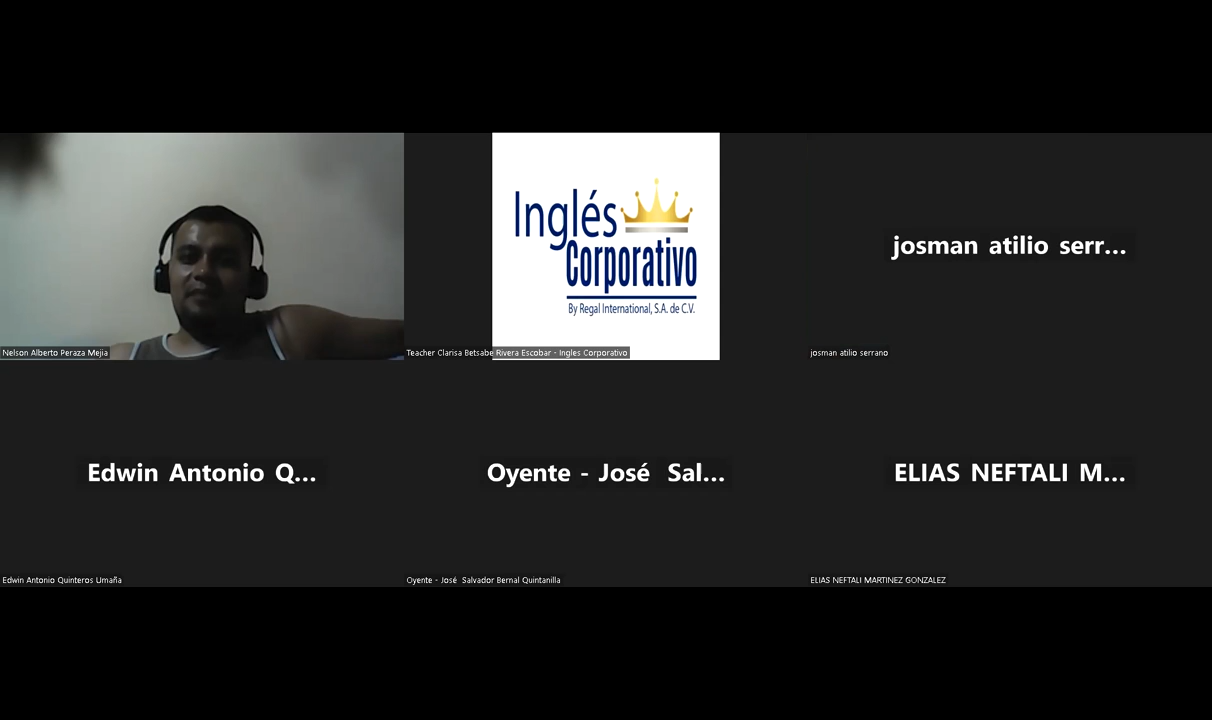 Inglés
Corporativo
By Regal International, S.A. de C.V.
Nelson Alberto Peraza Mejia
Teacher Clarisa Betsabe Rivera Escobar - Ingles Corporativo
josman atilio serr...
josman atilio serrano
Edwin Antonio Q...
Edwin Antonio Quinteros Umaña
Oyente - José Sal...
Oyente - José Salvador Bernal Quintanilla
ELIAS NEFTALI M...
ELIAS NEFTALI MARTINEZ GONZALEZ